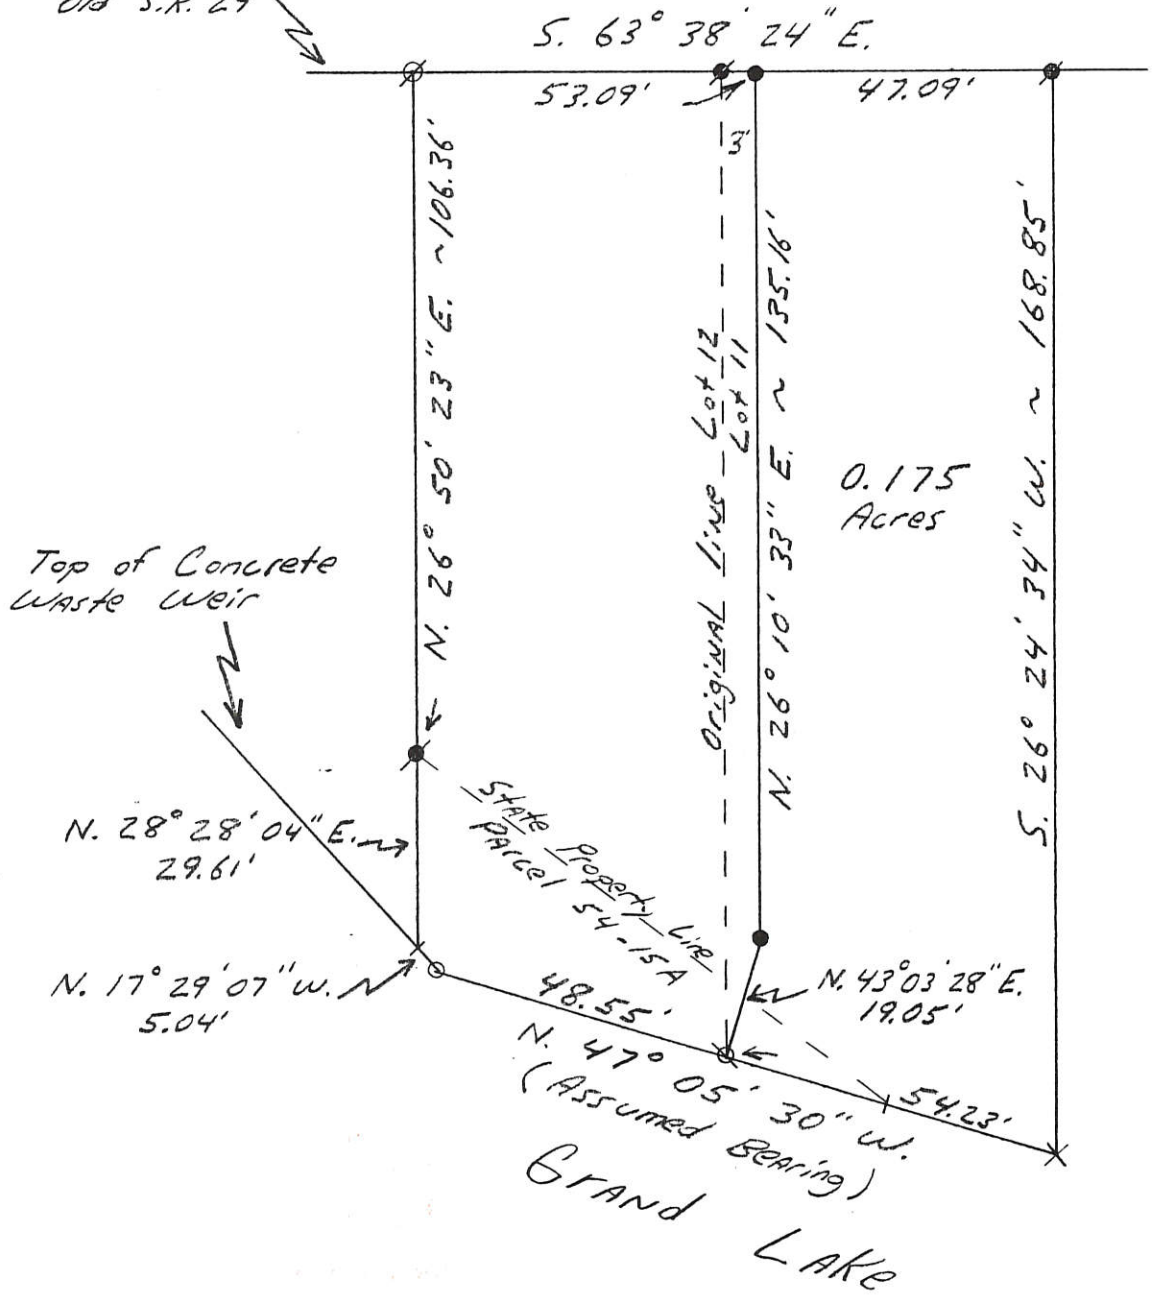 Old S.R. 29
S. 63° 38' 24" E.
53.09'
47.09'
3'
N. 26° 50' 23" E. ~106.36'
Original Line Lot 12
Lot 11
N. 26° 10' 33" E. ~ 135.16'
S. 26° 24' 34" W. ~ 168.85'
0.175
Acres
Top of Concrete
Waste Weir
N. 28° 28' 04" E.
29.61'
State Property Line
Parcel 54-15A
N. 17° 29' 07" W.
5.04'
N. 43° 03' 28" E.
19.05'
48.55'
54.23'
N. 47° 05' 30" W.
(Assumed Bearing)
Grand Lake